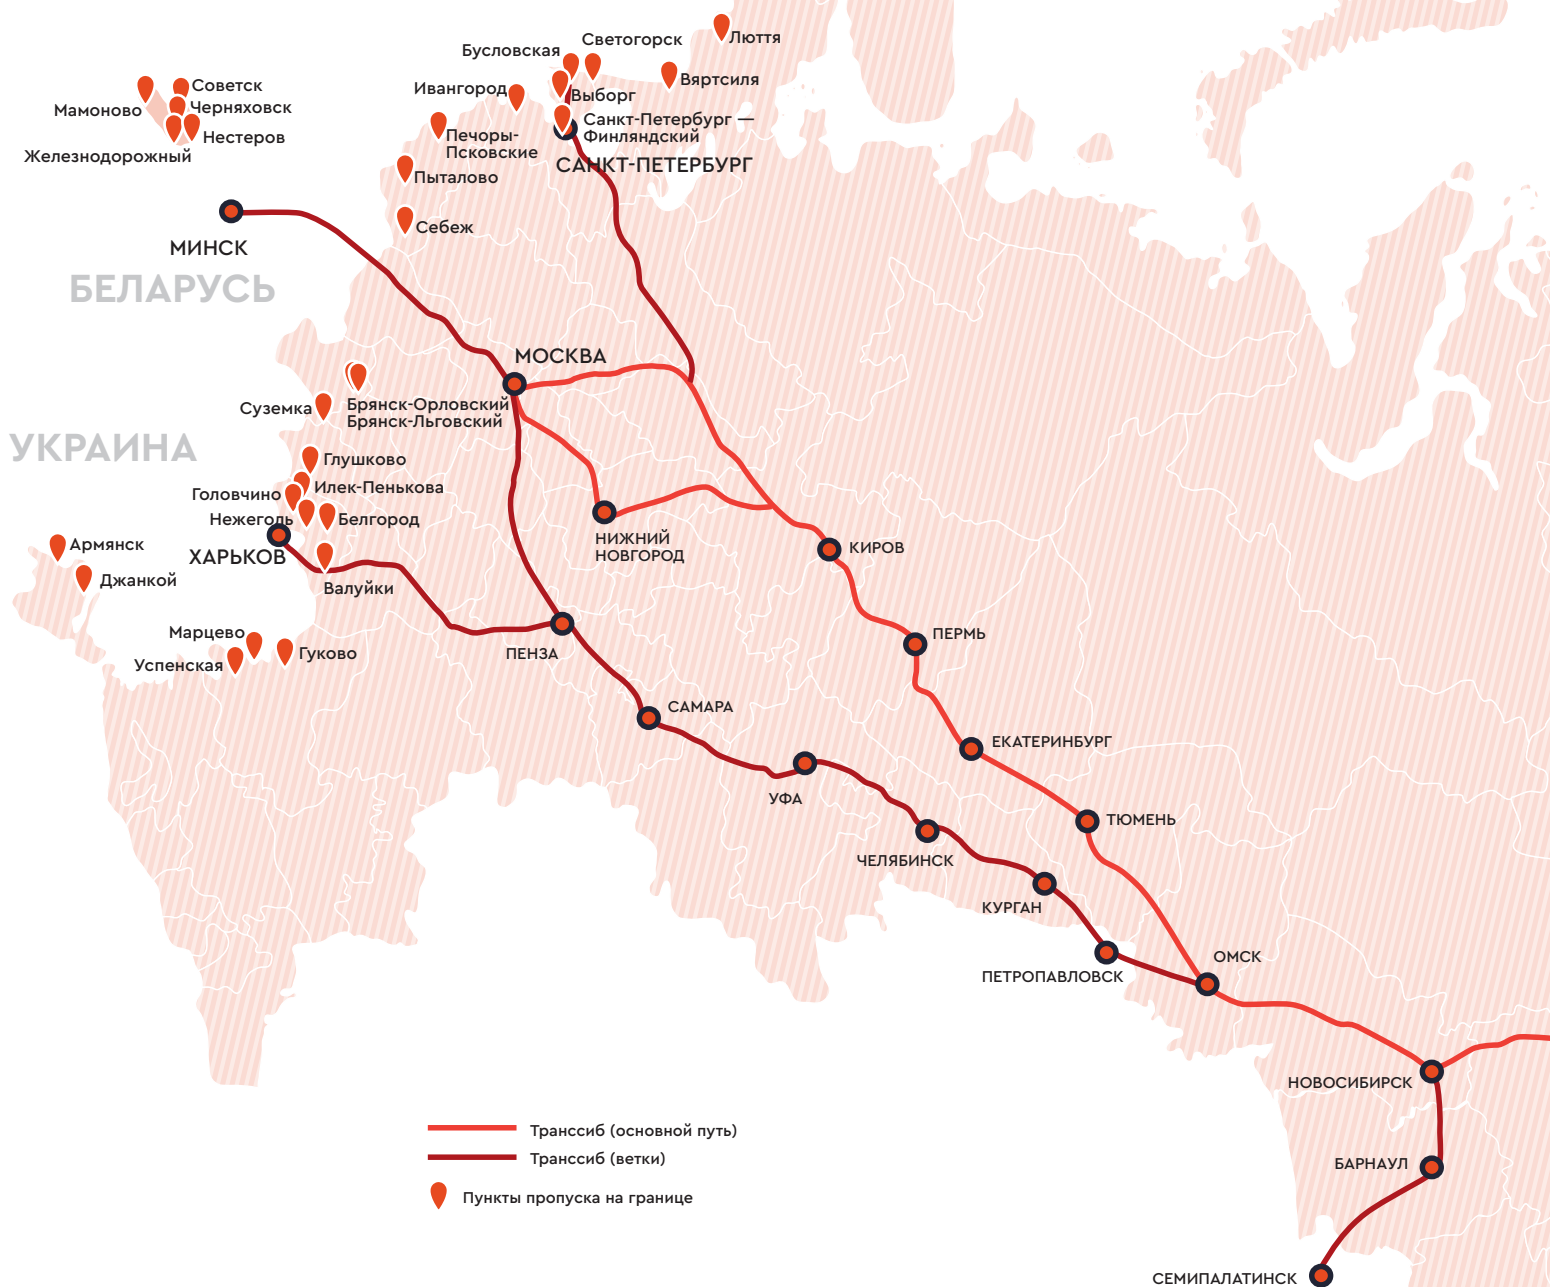 Люття
Светогорск
Бусловская
Вяртсиля
Советск
Ивангород
Выборг
Мамоново
Черняховск
Санкт-Петербург —
Финляндский
Нестеров
Печоры-
Псковские
Железнодорожный
САНКТ-ПЕТЕРБУРГ
Пыталово
Себеж
МИНСК
БЕЛАРУСЬ
МОСКВА
Суземка
Брянск-Орловский
Брянск-Льговский
УКРАИНА
Глушково
Илек-Пенькова
Головчино
Нежеголь
Белгород
Армянск
ХАРЬКОВ
НИЖНИЙ
НОВГОРОД
КИРОВ
Джанкой
Валуйки
Марцево
ПЕРМЬ
Успенская
Гуково
ПЕНЗА
САМАРА
ЕКАТЕРИНБУРГ
УФА
ТЮМЕНЬ
ЧЕЛЯБИНСК
КУРГАН
ОМСК
ПЕТРОПАВЛОВСК
НОВОСИБИРСК
Транссиб (основной путь)
Транссиб (ветки)
БАРНАУЛ
Пункты пропуска на границе
СЕМИПАЛАТИНСК